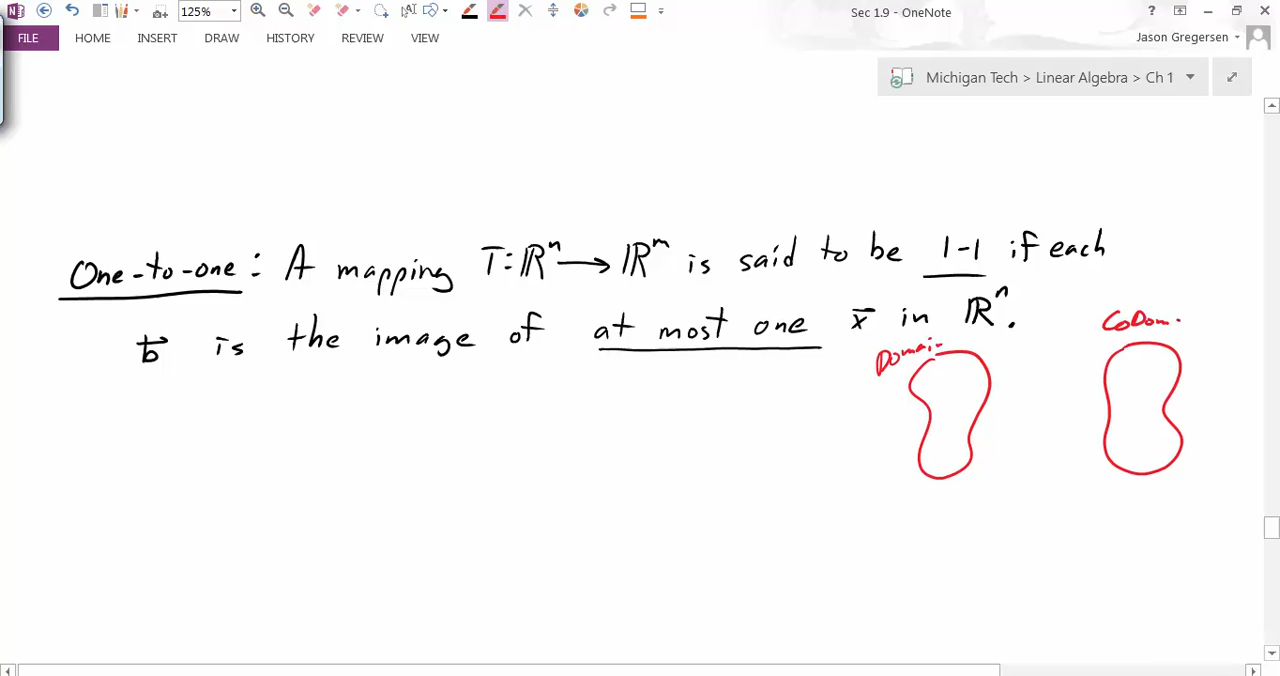 125%
Sec 1.9 - OneNote
?
FILE HOME INSERT DRAW HISTORY REVIEW VIEW
Jason Gregersen
Michigan Tech > Linear Algebra > Ch 1
One-to-one: A mapping T: ℝⁿ → ℝᵐ is said to be 1-1 if each
b⃗ is the image of at most one x̄ in ℝⁿ.
Domain
CoDom.